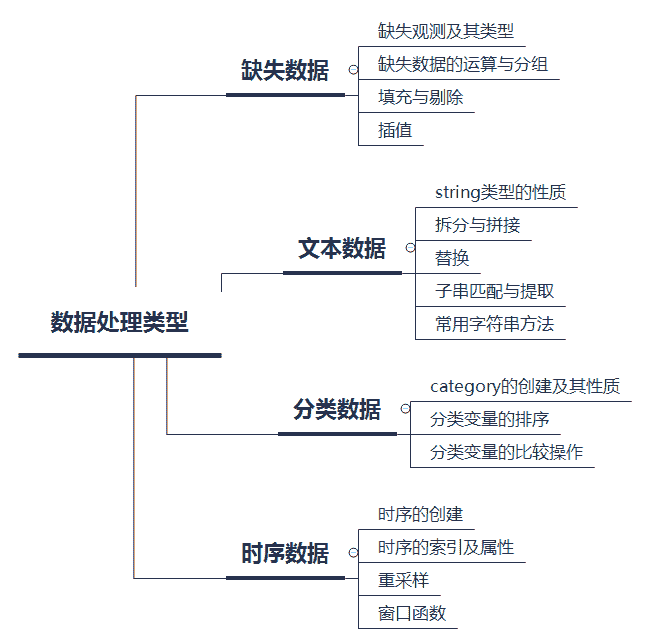 缺失观测及其类型
缺失数据
缺失数据的运算与分组
填充与剔除
插值
string类型的性质
拆分与拼接
文本数据
替换
子串匹配与提取
常用字符串方法
数据处理类型
category的创建及其性质
分类数据
分类变量的排序
分类变量的比较操作
时序的创建
时序数据
时序的索引及属性
重采样
窗口函数